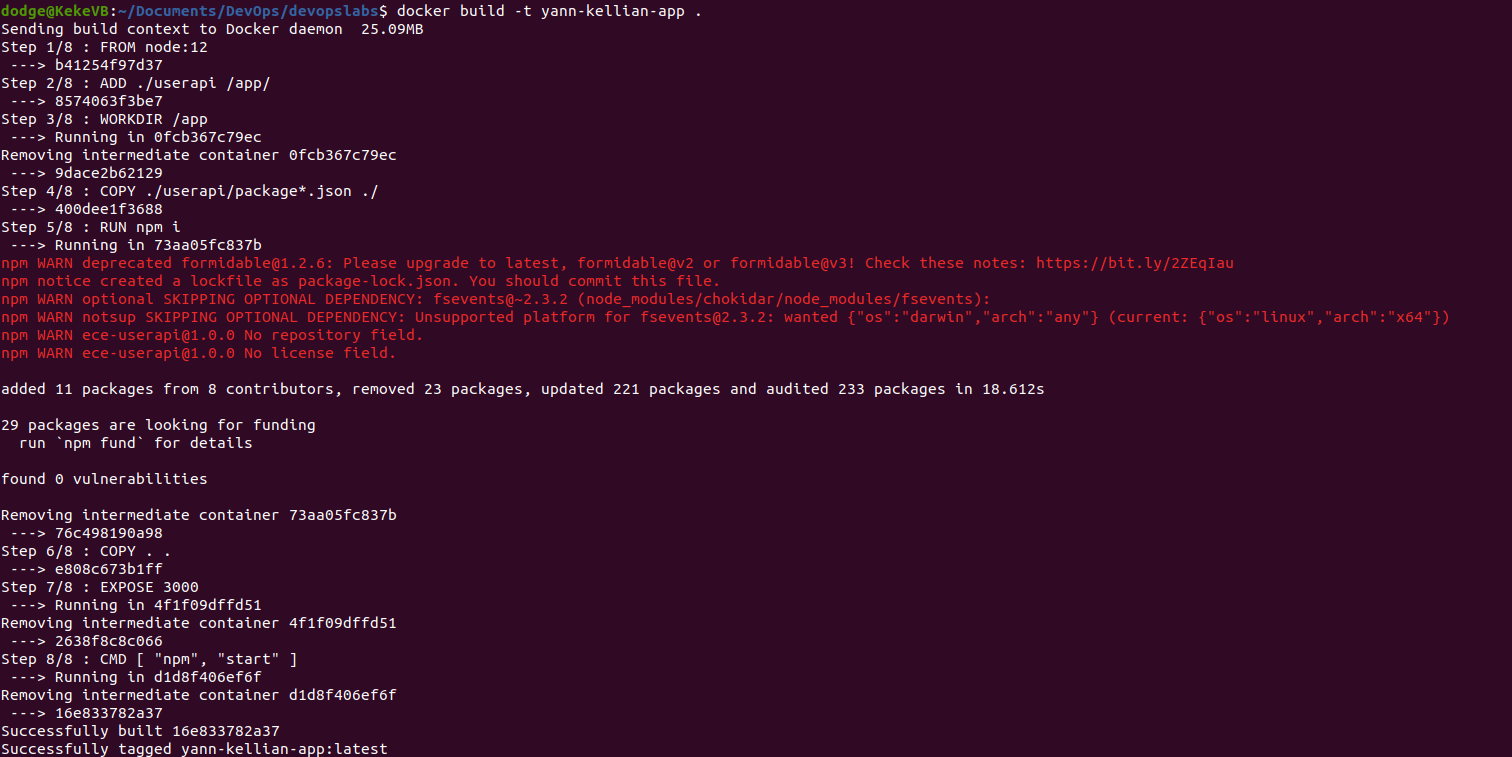 dodge@KekeVB:~/Documents/DevOps/devopslabs$ docker build -t yann-kellian-app .
Sending build context to Docker daemon  25.09MB
Step 1/8 : FROM node:12
 ---> b41254f97d37
Step 2/8 : ADD ./userapi /app/
 ---> 8574063f3be7
Step 3/8 : WORKDIR /app
 ---> Running in 0fcb367c79ec
Removing intermediate container 0fcb367c79ec
 ---> 9dace2b62129
Step 4/8 : COPY ./userapi/package*.json ./
 ---> 400dee1f3688
Step 5/8 : RUN npm i
 ---> Running in 73aa05fc837b
npm WARN deprecated formidable@1.2.6: Please upgrade to latest, formidable@v2 or formidable@v3! Check these notes: https://bit.ly/2ZEqIau
npm notice created a lockfile as package-lock.json. You should commit this file.
npm WARN optional SKIPPING OPTIONAL DEPENDENCY: fsevents@~2.3.2 (node_modules/chokidar/node_modules/fsevents):
npm WARN notsup SKIPPING OPTIONAL DEPENDENCY: Unsupported platform for fsevents@2.3.2: wanted {"os":"darwin","arch":"any"} (current: {"os":"linux","arch":"x64"})
npm WARN ece-userapi@1.0.0 No repository field.
npm WARN ece-userapi@1.0.0 No license field.

added 11 packages from 8 contributors, removed 23 packages, updated 221 packages and audited 233 packages in 18.612s

29 packages are looking for funding
  run `npm fund` for details

found 0 vulnerabilities

Removing intermediate container 73aa05fc837b
 ---> 76c498190a98
Step 6/8 : COPY . .
 ---> e808c673b1ff
Step 7/8 : EXPOSE 3000
 ---> Running in 4f1f09dffd51
Removing intermediate container 4f1f09dffd51
 ---> 2638f8c8c066
Step 8/8 : CMD [ "npm", "start" ]
 ---> Running in d1d8f406ef6f
Removing intermediate container d1d8f406ef6f
 ---> 16e833782a37
Successfully built 16e833782a37
Successfully tagged yann-kellian-app:latest